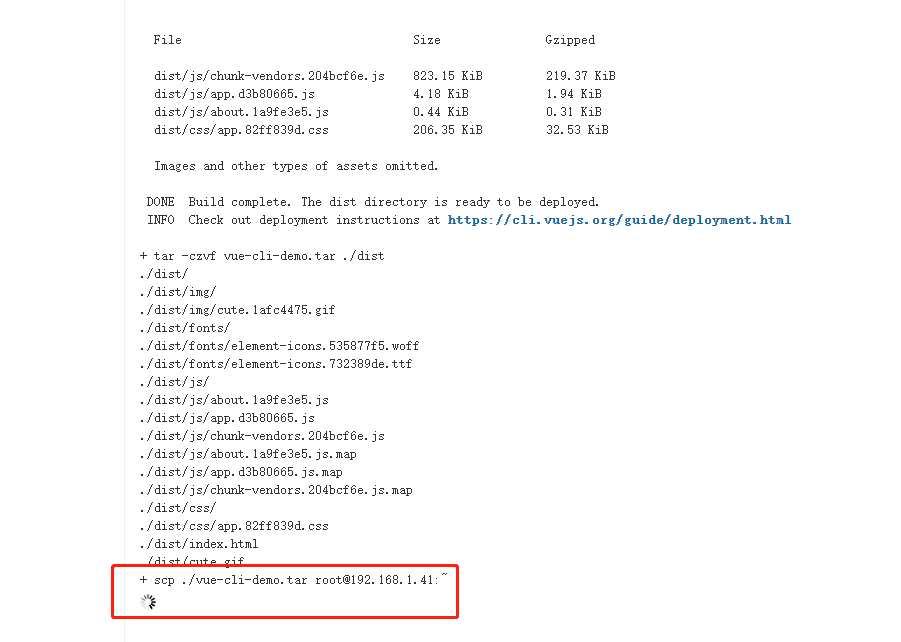 File Size Gzipped
dist/js/chunk-vendors.204bcf6e.js 823.15 KiB 219.37 KiB
dist/js/app.d3b80665.js 4.18 KiB 1.94 KiB
dist/js/about.1a9fe3e5.js 0.44 KiB 0.31 KiB
dist/css/app.82ff839d.css 206.35 KiB 32.53 KiB
Images and other types of assets omitted.
DONE Build complete. The dist directory is ready to be deployed.
INFO Check out deployment instructions at https://cli.vuejs.org/guide/deployment.html
+ tar -czvf vue-cli-demo.tar ./dist
./dist/
./dist/img/
./dist/img/cute.1afc4475.gif
./dist/fonts/
./dist/fonts/element-icons.535877f5.woff
./dist/fonts/element-icons.732389de.ttf
./dist/js/
./dist/js/about.1a9fe3e5.js
./dist/js/app.d3b80665.js
./dist/js/chunk-vendors.204bcf6e.js
./dist/js/about.1a9fe3e5.js.map
./dist/js/app.d3b80665.js.map
./dist/js/chunk-vendors.204bcf6e.js.map
./dist/css/
./dist/css/app.82ff839d.css
./dist/index.html
./dist/cute.gif
+ scp ./vue-cli-demo.tar root@192.168.1.41:~